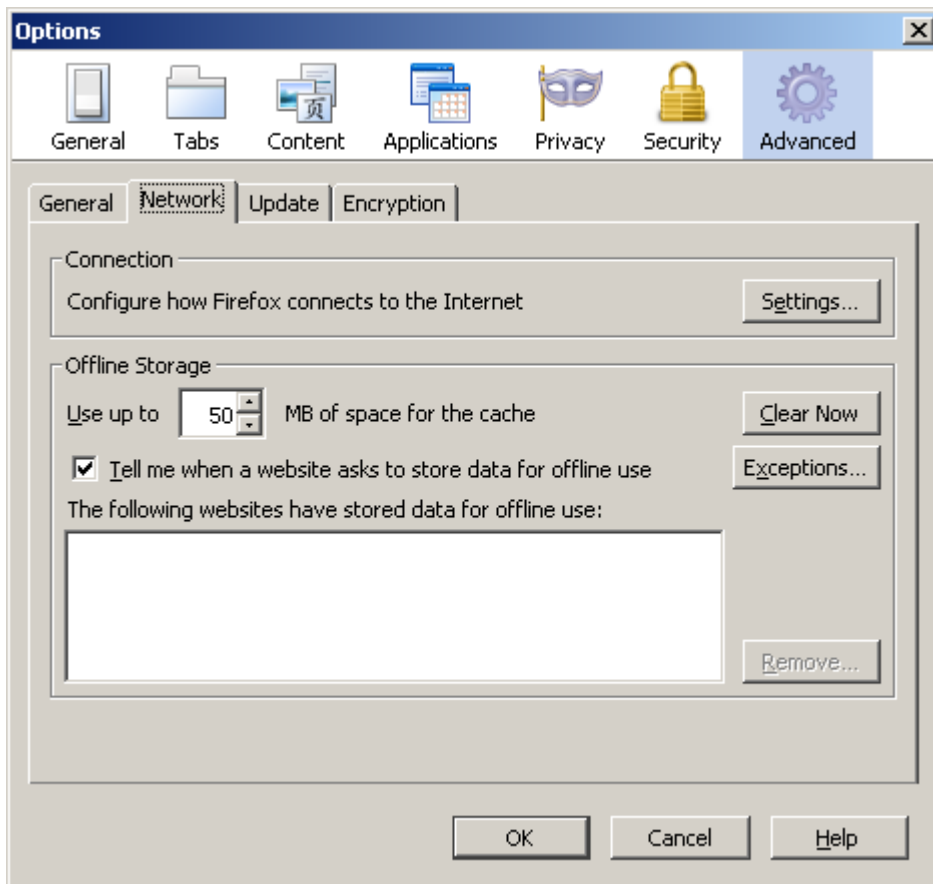 Options
General Tabs Content Applications Privacy Security Advanced
General Network Update Encryption
Connection
Configure how Firefox connects to the Internet Settings...
Offline Storage
Use up to 50 MB of space for the cache Clear Now
Tell me when a website asks to store data for offline use Exceptions...
The following websites have stored data for offline use:
Remove...
OK Cancel Help
页